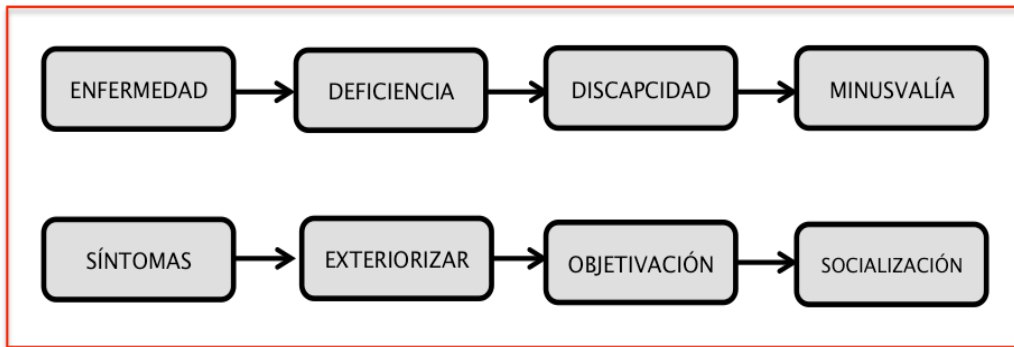 ENFERMEDAD DEFICIENCIA DISCAPCIDAD MINUSVALÍA
SÍNTOMAS EXTERIORIZAR OBJETIVACIÓN SOCIALIZACIÓN